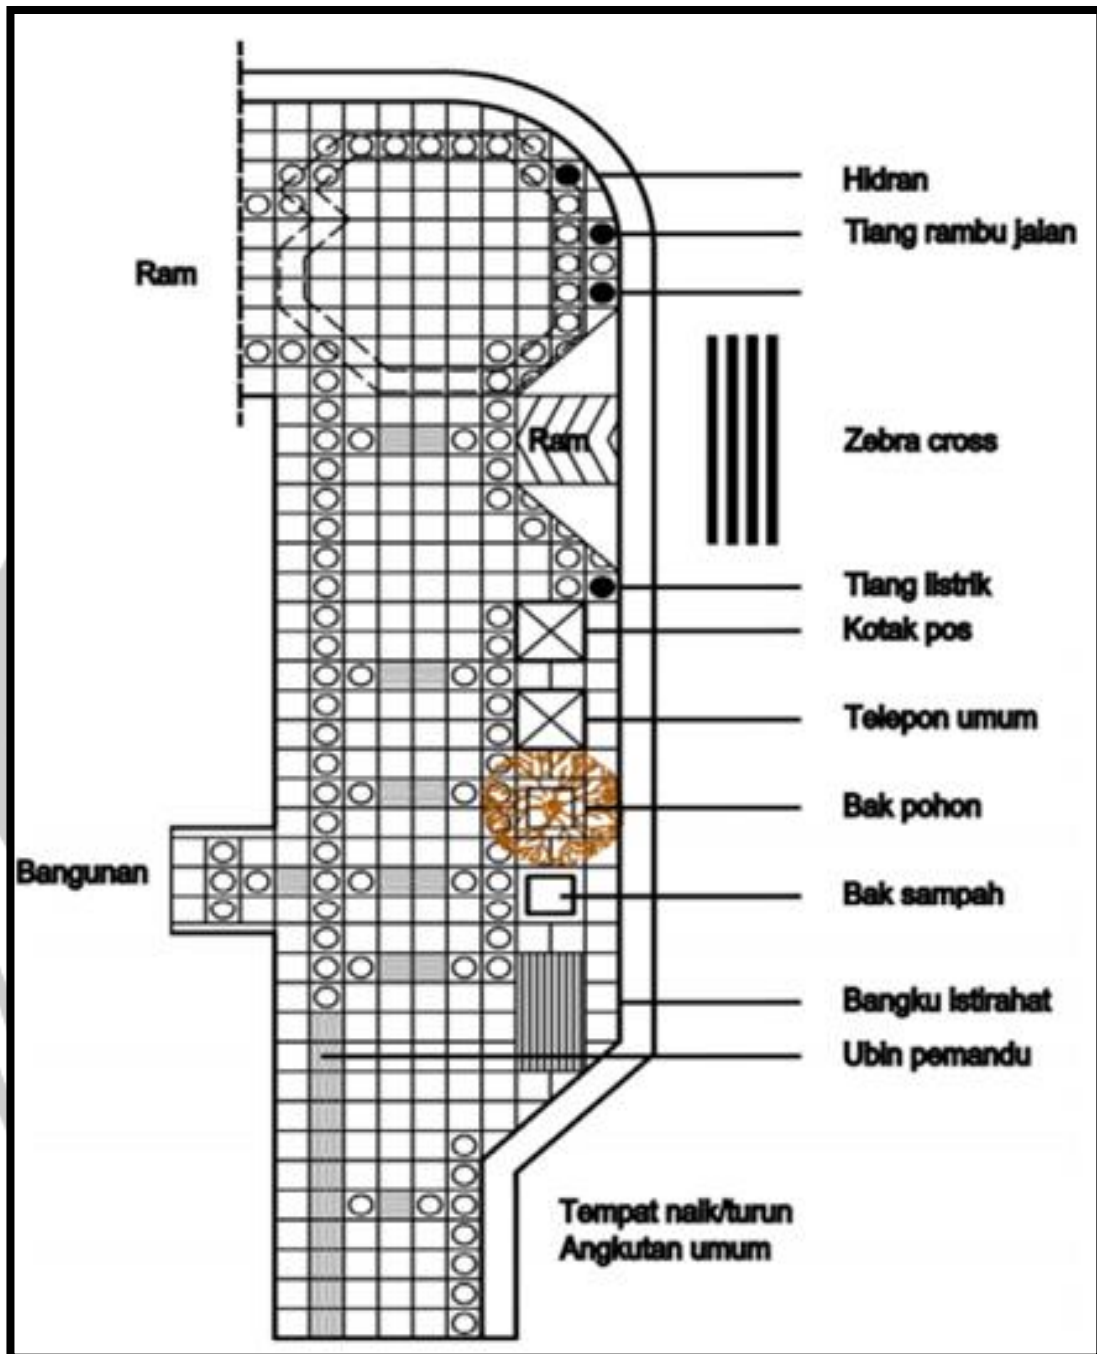 Hidran
Tiang rambu jalan
Ram
Zebra cross
Ram
Tiang listrik
Kotak pos
Telepon umum
Bak pohon
Bangunan
Bak sampah
Bangku istirahat
Ubin pemandu
Tempat naik/turun
Angkutan umum